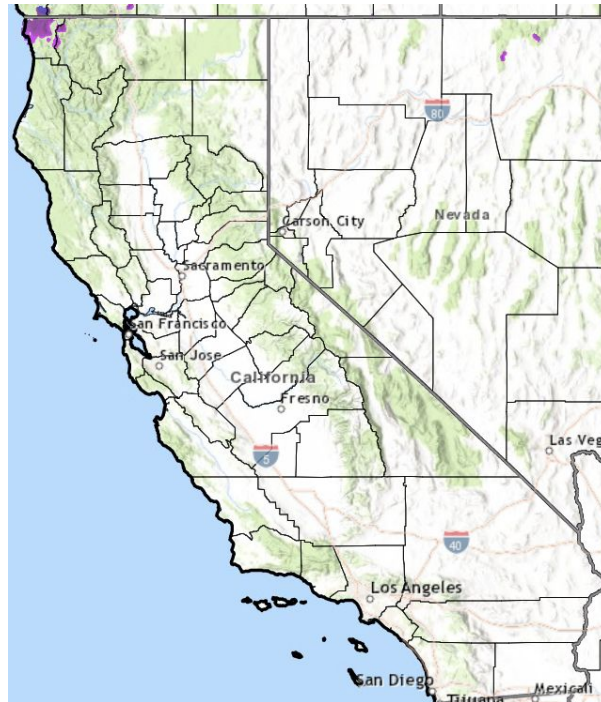 80
Nevada
Carson City
Sacramento
San Francisco
San Jose
California
Fresno
5
Las Veg
40
Los Angeles
San Diego
Mexicali
Tijuana